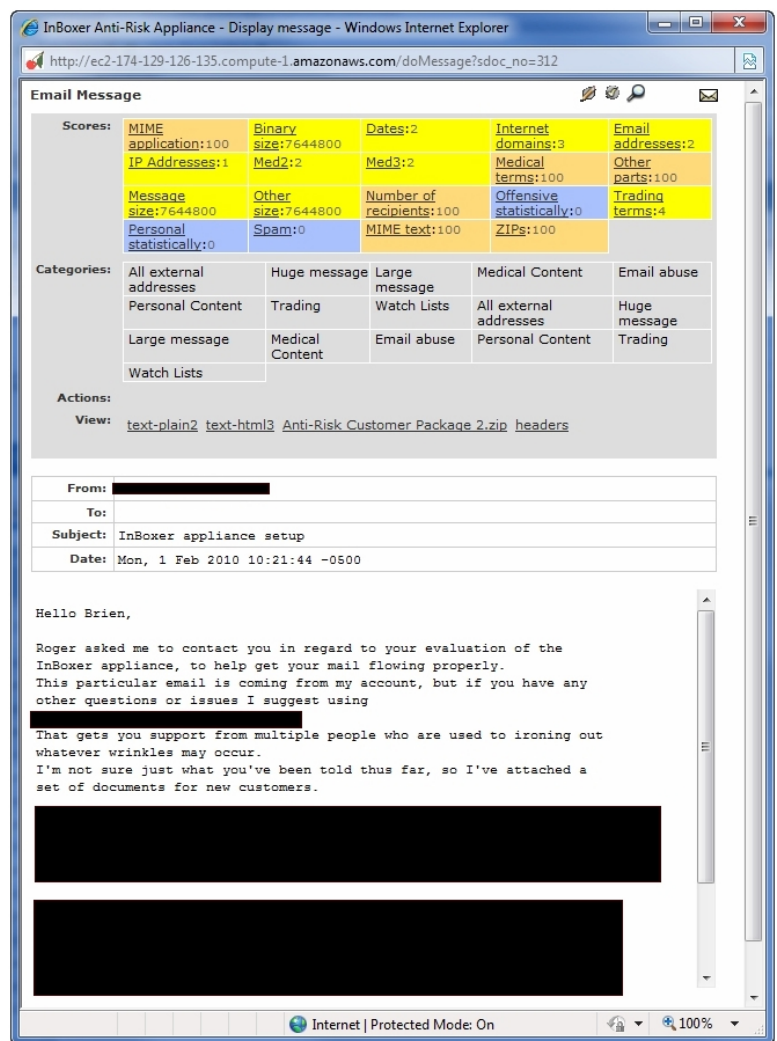 InBoxer Anti-Risk Appliance - Display message - Windows Internet Explorer
http://ec2-174-129-126-135.compute-1.amazonaws.com/doMessage?sdoc_no=312
Email Message
Scores: MIME application:100 Binary size:7644800 Dates:2 Internet domains:3 Email addresses:2
IP Addresses:1 Med2:2 Med3:2 Medical terms:100 Other parts:100
Message size:7644800 Other size:7644800 Number of recipients:100 Offensive statistically:0 Trading terms:4
Personal statistically:0 Spam:0 MIME text:100 ZIPs:100
Categories: All external addresses Huge message Large message Medical Content Email abuse
Personal Content Trading Watch Lists All external addresses Huge message
Large message Medical Content Email abuse Personal Content Trading
Watch Lists
Actions:
View: text-plain2 text-html3 Anti-Risk Customer Package 2.zip headers
From:
To:
Subject: InBoxer appliance setup
Date: Mon, 1 Feb 2010 10:21:44 -0500
Hello Brien,
Roger asked me to contact you in regard to your evaluation of the
InBoxer appliance, to help get your mail flowing properly.
This particular email is coming from my account, but if you have any
other questions or issues I suggest using
That gets you support from multiple people who are used to ironing out
whatever wrinkles may occur.
I'm not sure just what you've been told thus far, so I've attached a
set of documents for new customers.
Internet | Protected Mode: On 100%